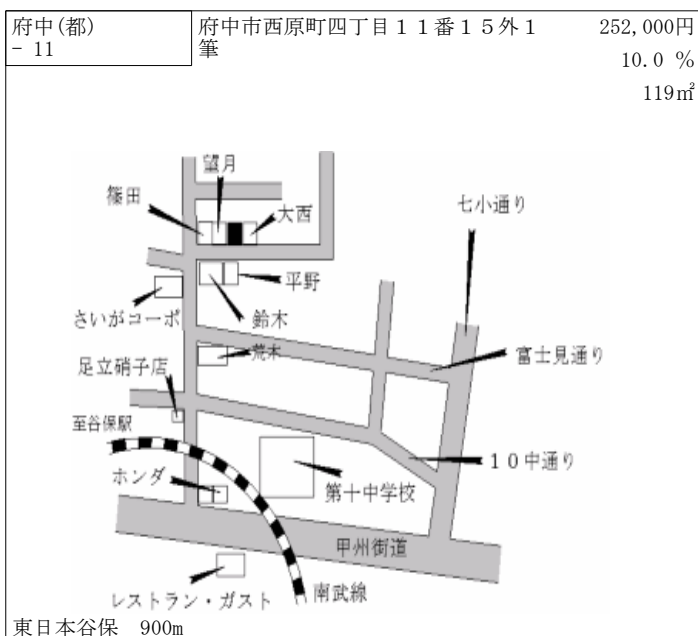 府中(都)
- 11
府中市西原町四丁目１１番１５外１
筆
252,000円
10.0 %
119㎡
望月
篠田
大西
七小通り
平野
さいがコーポ
鈴木
荒木
富士見通り
足立硝子店
至谷保駅
１０中通り
ホンダ
第十中学校
甲州街道
レストラン・ガスト
南武線
東日本谷保　900m